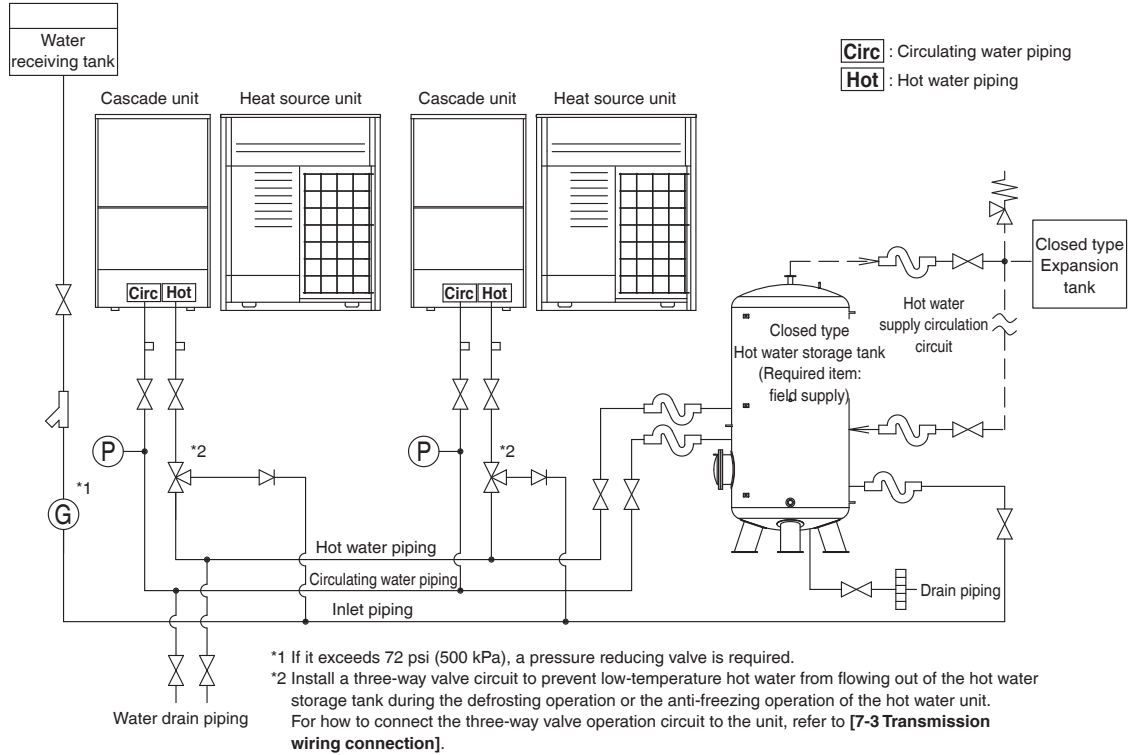 Water
receiving tank
Circ : Circulating water piping
Hot : Hot water piping
Cascade unit
Heat source unit
Cascade unit
Heat source unit
Circ Hot
Circ Hot
Closed type
Expansion
tank
Hot water
supply circulation
circuit
Closed type
Hot water storage tank
(Required item:
field supply)
P
*2
P
*2
*1
G
Hot water piping
Circulating water piping
Inlet piping
Drain piping
Water drain piping
*1 If it exceeds 72 psi (500 kPa), a pressure reducing valve is required.
*2 Install a three-way valve circuit to prevent low-temperature hot water from flowing out of the hot water
storage tank during the defrosting operation or the anti-freezing operation of the hot water unit.
For how to connect the three-way valve operation circuit to the unit, refer to [7-3 Transmission
wiring connection].